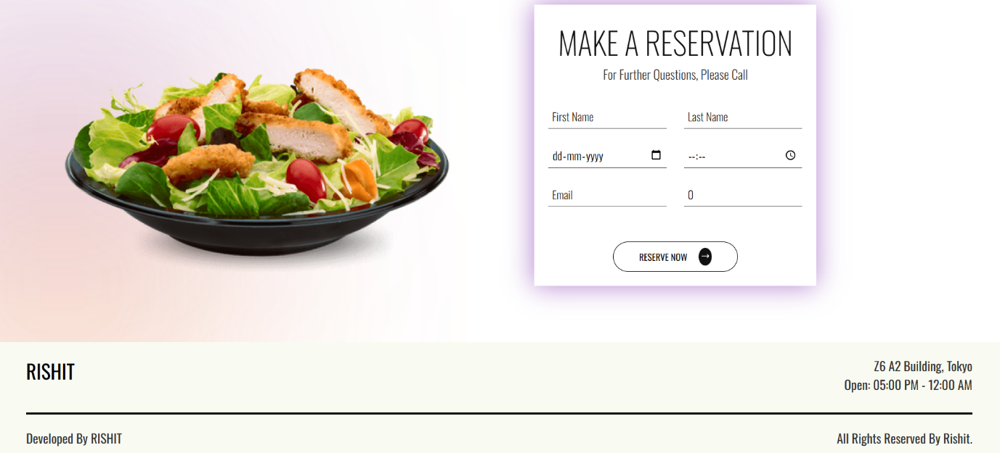 MAKE A RESERVATION
For Further Questions, Please Call
First Name
Last Name
dd-mm-yyyy
--:--
Email
0
RESERVE NOW
RISHIT
Z6 A2 Building, Tokyo
Open: 05:00 PM - 12:00 AM
Developed By RISHIT
All Rights Reserved By Rishit.